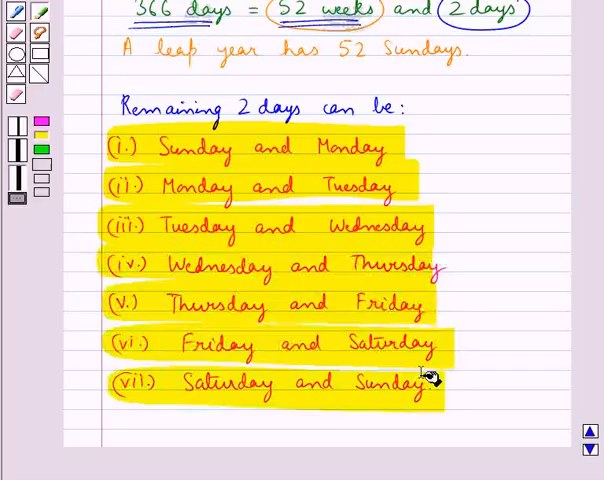 366 days = 52 weeks and 2 days
A leap year has 52 Sundays.
Remaining 2 days can be:
(i.) Sunday and Monday
(ii.) Monday and Tuesday
(iii.) Tuesday and Wednesday
(iv.) Wednesday and Thursday
(v.) Thursday and Friday
(vi.) Friday and Saturday
(vii.) Saturday and Sunday.